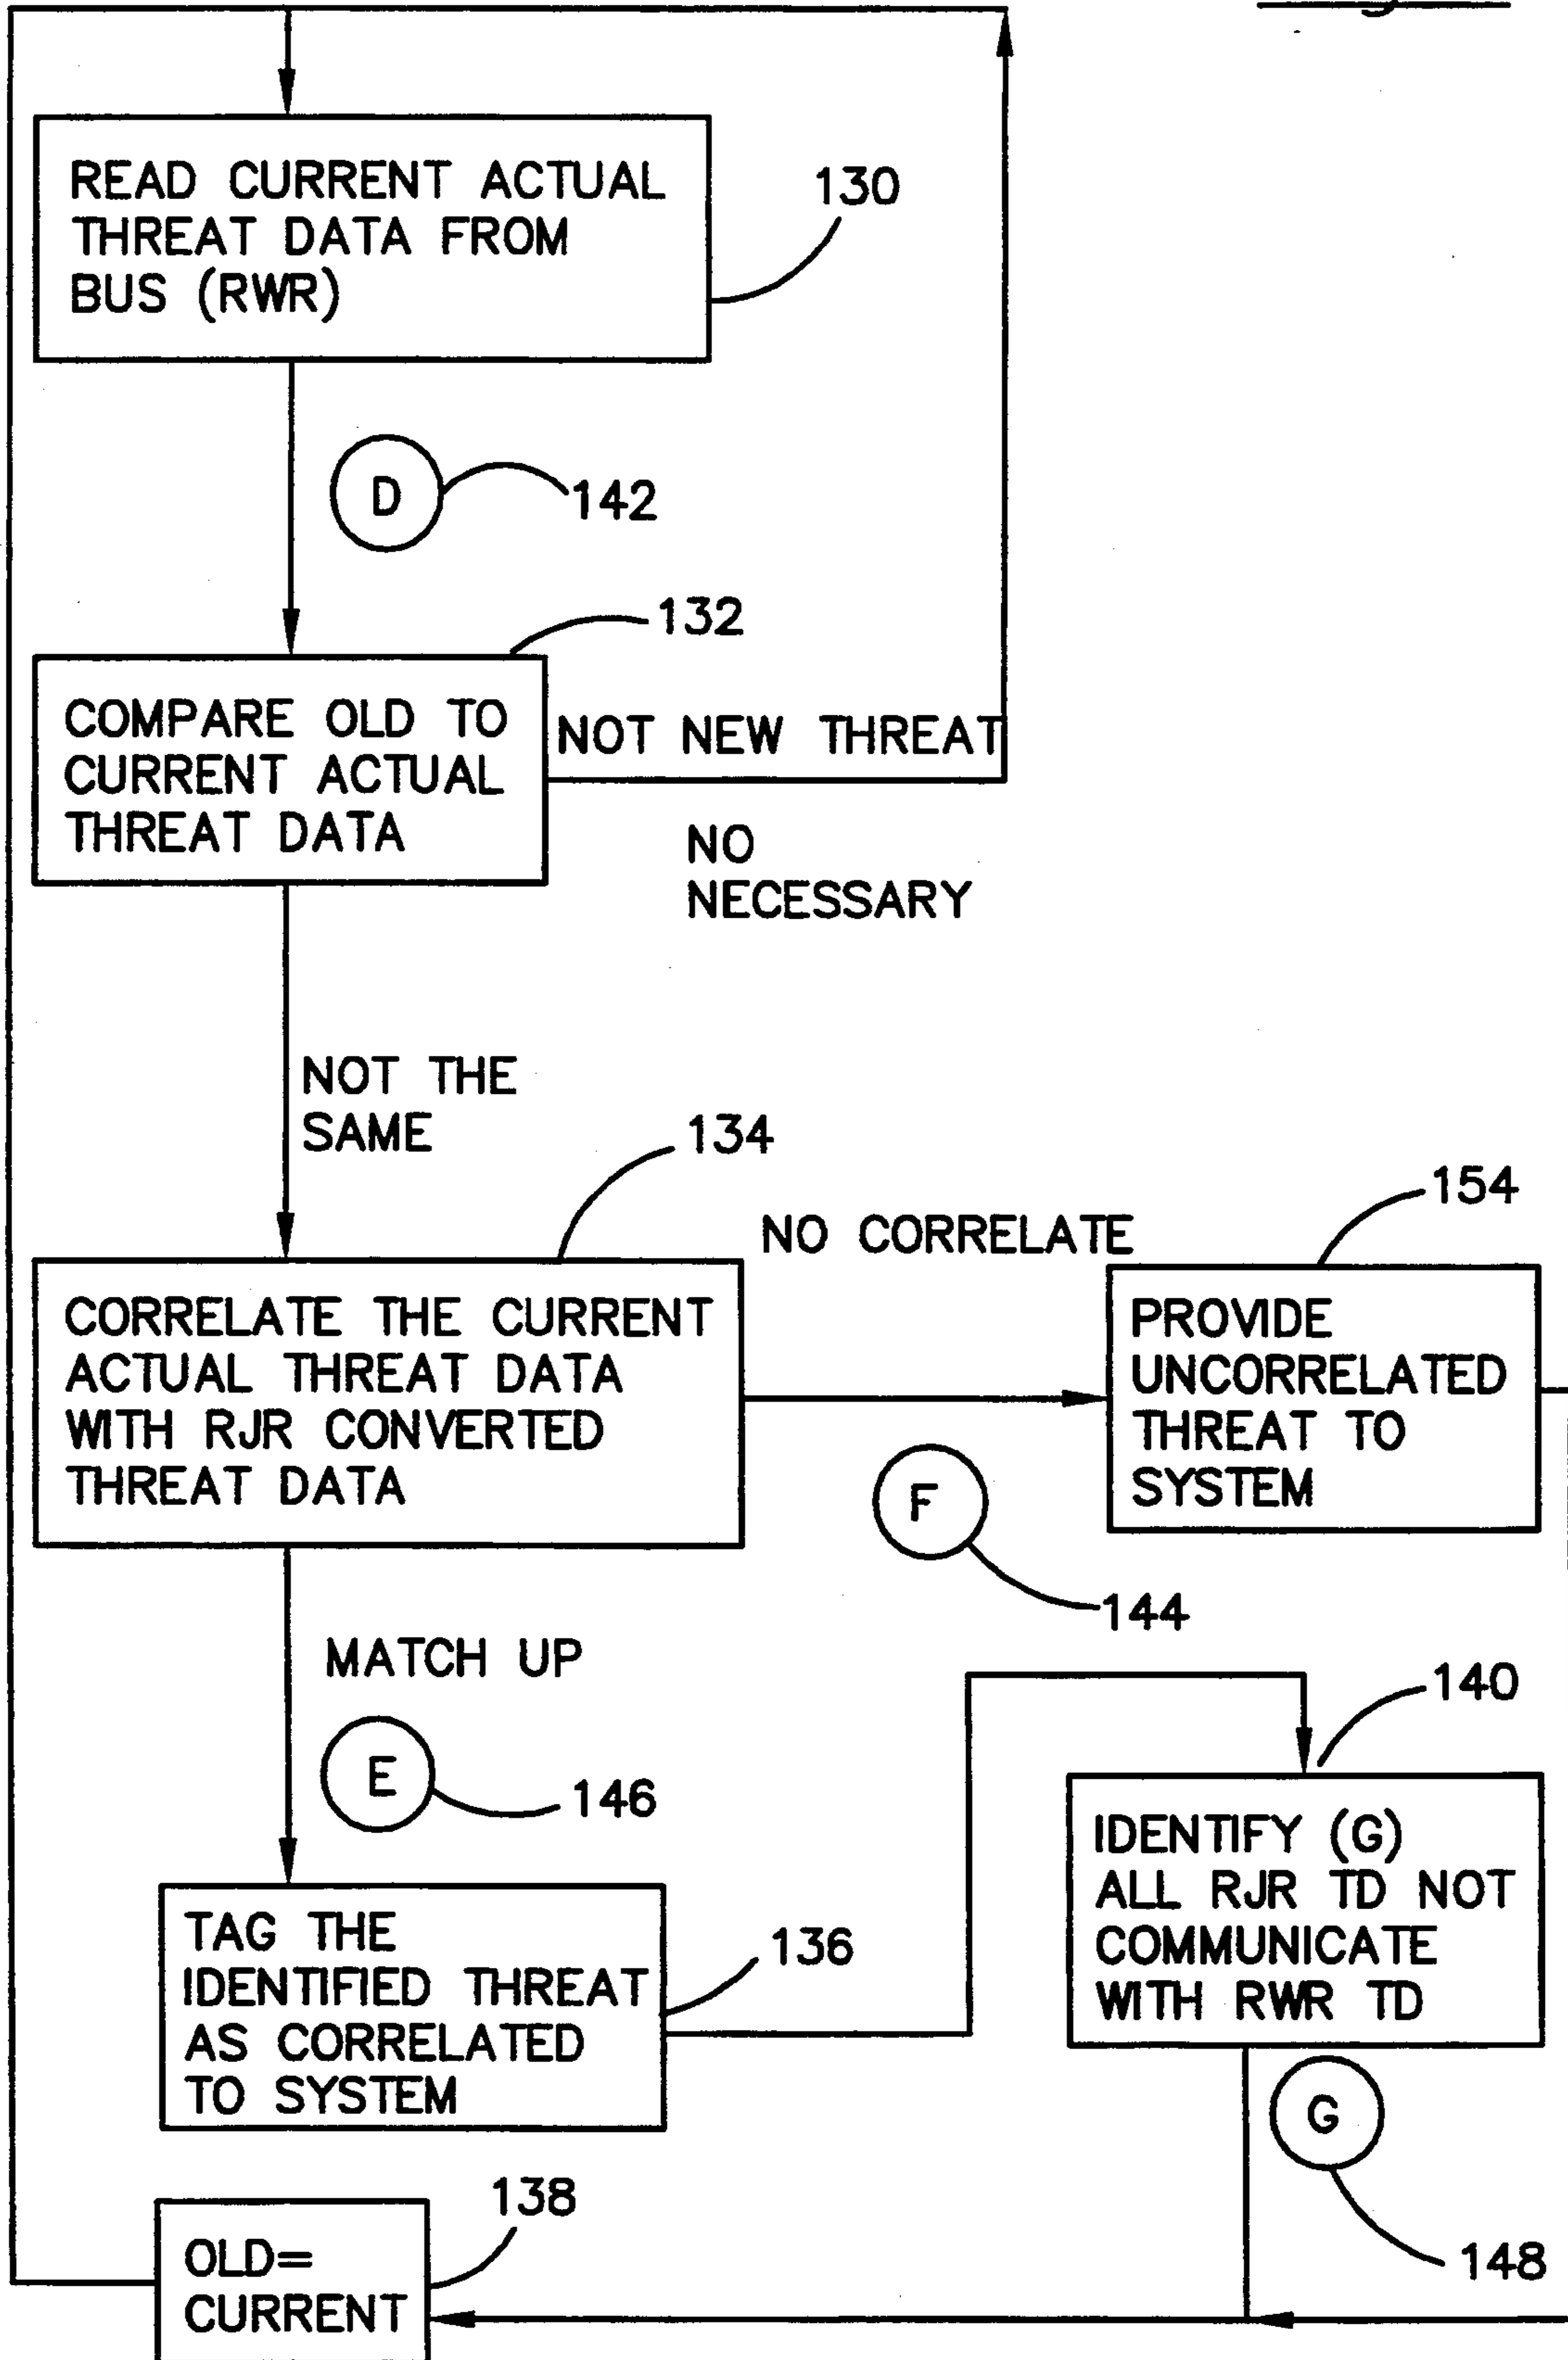 READ CURRENT ACTUAL
THREAT DATA FROM
BUS (RWR)
130
D
142
132
COMPARE OLD TO
CURRENT ACTUAL
THREAT DATA
NOT NEW THREAT
NO
NECESSARY
NOT THE
SAME
134
NO CORRELATE
154
CORRELATE THE CURRENT
ACTUAL THREAT DATA
WITH RJR CONVERTED
THREAT DATA
PROVIDE
UNCORRELATED
THREAT TO
SYSTEM
F
144
MATCH UP
E
146
140
IDENTIFY (G)
ALL RJR TD NOT
COMMUNICATE
WITH RWR TD
TAG THE
IDENTIFIED THREAT
AS CORRELATED
TO SYSTEM
136
G
148
138
OLD=
CURRENT